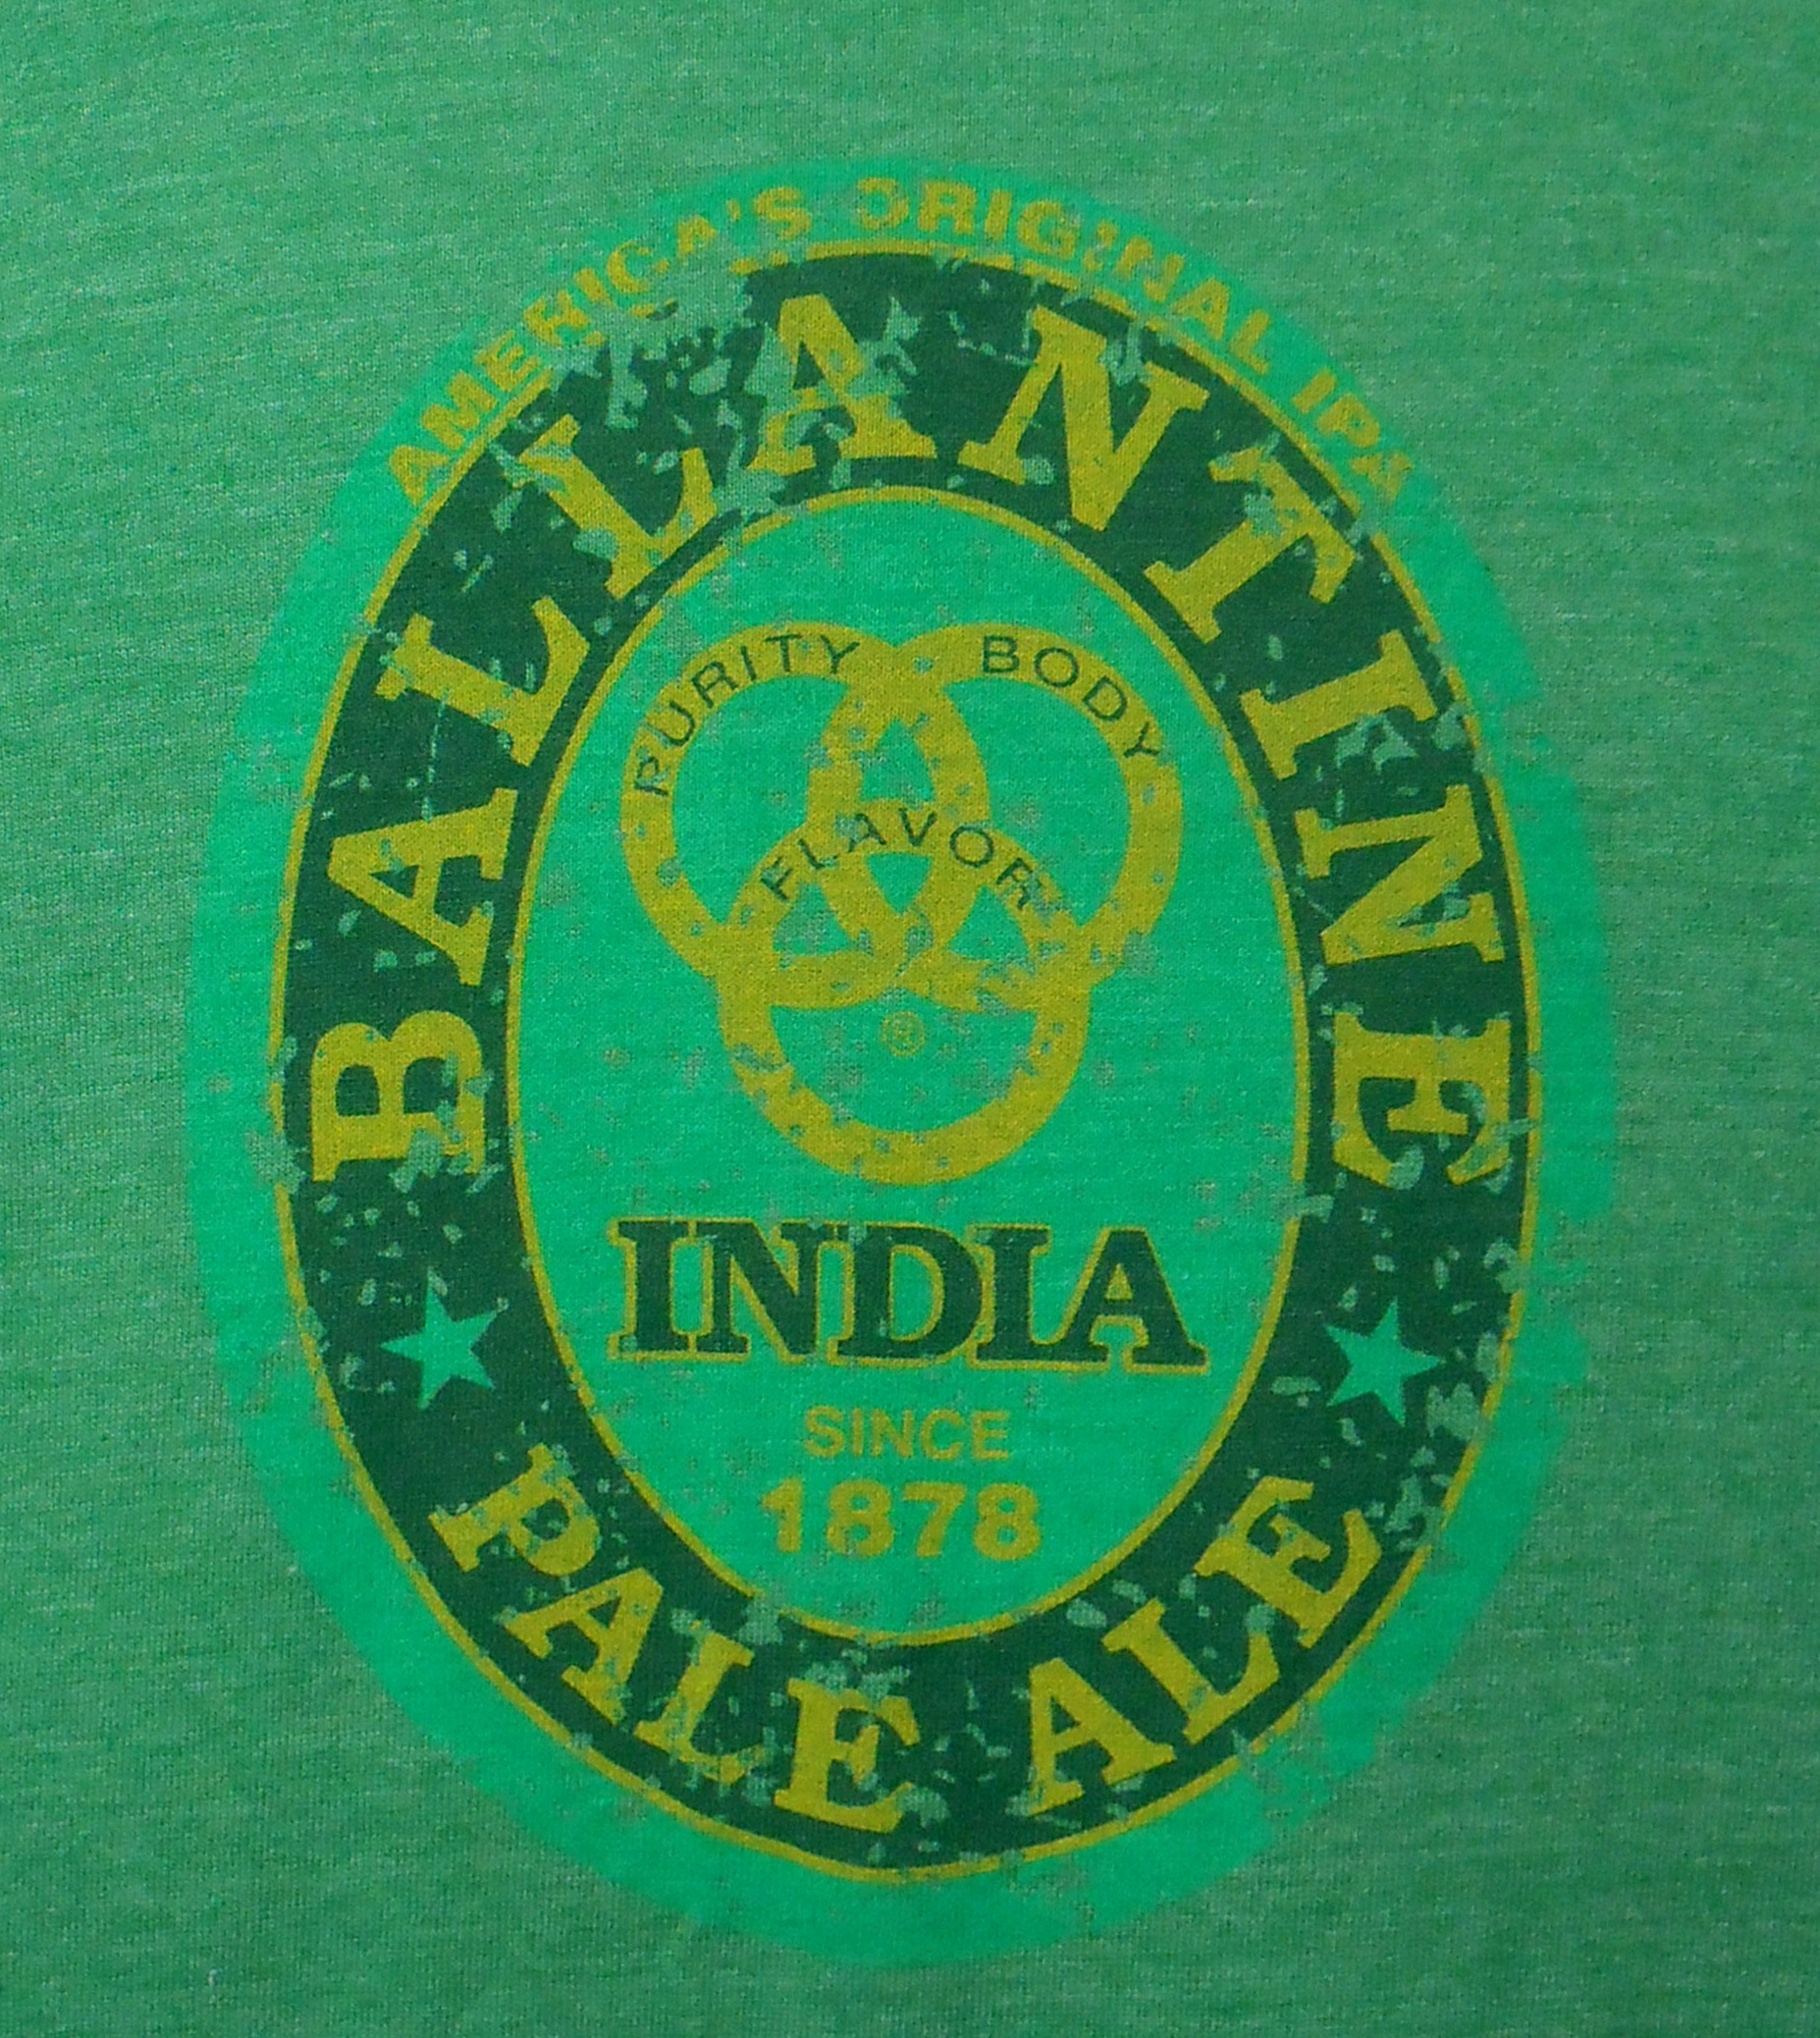 AMERICA'S ORIGINAL IPA
BALLANTINE
PURITY
BODY
FLAVOR
®
INDIA
SINCE
1878
PALE ALE